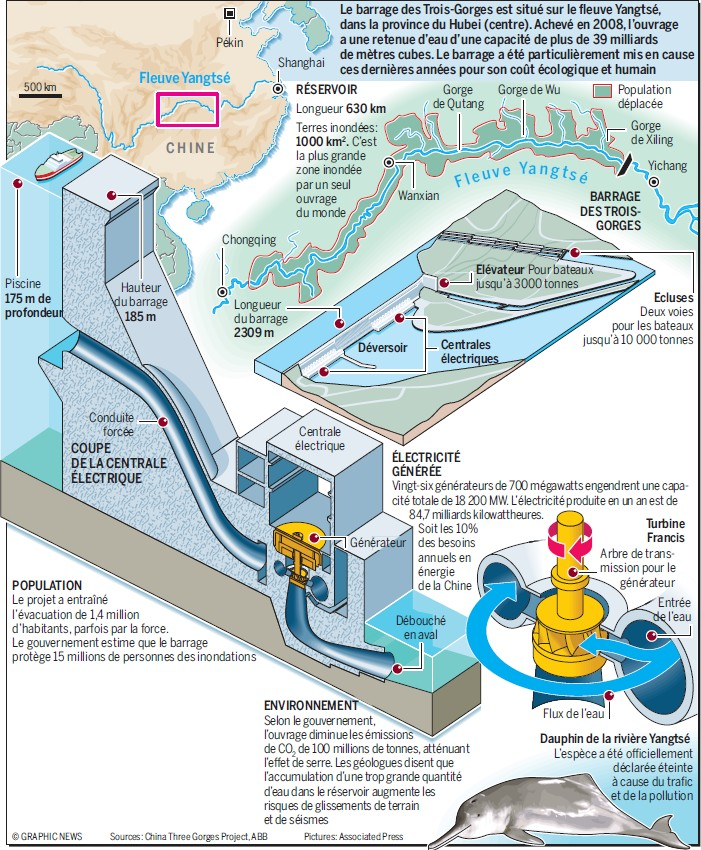 Le barrage des Trois-Gorges est situé sur le fleuve Yangtsé,
dans la province du Hubei (centre). Achevé en 2008, l'ouvrage
a une retenue d'eau d'une capacité de plus de 39 milliards
de mètres cubes. Le barrage a été particulièrement mis en cause
ces dernières années pour son coût écologique et humain
Pékin
Shanghai
Fleuve Yangtsé
500 km
CHINE
RÉSERVOIR
Longueur 630 km
Terres inondées:
1000 km². C'est
la plus grande
zone inondée
par un seul
ouvrage
du monde
Gorge
de Qutang
Gorge de Wu
Population
déplacée
Gorge
de Xiling
Yichang
Wanxian
Fleuve Yangtsé
Chongqing
BARRAGE
DES TROIS-
GORGES
Piscine
175 m de
profondeur
Hauteur
du barrage
185 m
Longueur
du barrage
2309 m
Elévateur Pour bateaux
jusqu'à 3000 tonnes
Ecluses
Deux voies
pour les bateaux
jusqu'à 10 000 tonnes
Déversoir
Centrales
électriques
Conduite
forcée
COUPE
DE LA CENTRALE
ÉLECTRIQUE
Centrale
électrique
Générateur
Débouché
en aval
ÉLECTRICITÉ
GÉNÉRÉE
Vingt-six générateurs de 700 mégawatts engendrent une capa-
cité totale de 18 200 MW. L'électricité produite en un an est de
84,7 milliards kilowattheures.
Soit les 10%
des besoins
annuels en
énergie
de la Chine
Turbine
Francis
Arbre de trans-
mission pour le
générateur
Entrée
de l'eau
Flux de l'eau
POPULATION
Le projet a entraîné
l'évacuation de 1,4 million
d'habitants, parfois par la force.
Le gouvernement estime que le barrage
protège 15 millions de personnes des inondations
ENVIRONNEMENT
Selon le gouvernement,
l'ouvrage diminue les émissions
de CO₂ de 100 millions de tonnes, atténuant
l'effet de serre. Les géologues disent que
l'accumulation d'une trop grande quantité
d'eau dans le réservoir augmente les
risques de glissements de terrain
et de séismes
Dauphin de la rivière Yangtsé
L'espèce a été officiellement
déclarée éteinte
à cause du trafic
et de la pollution
© GRAPHIC NEWS
Sources: China Three Gorges Project, ABB
Pictures: Associated Press